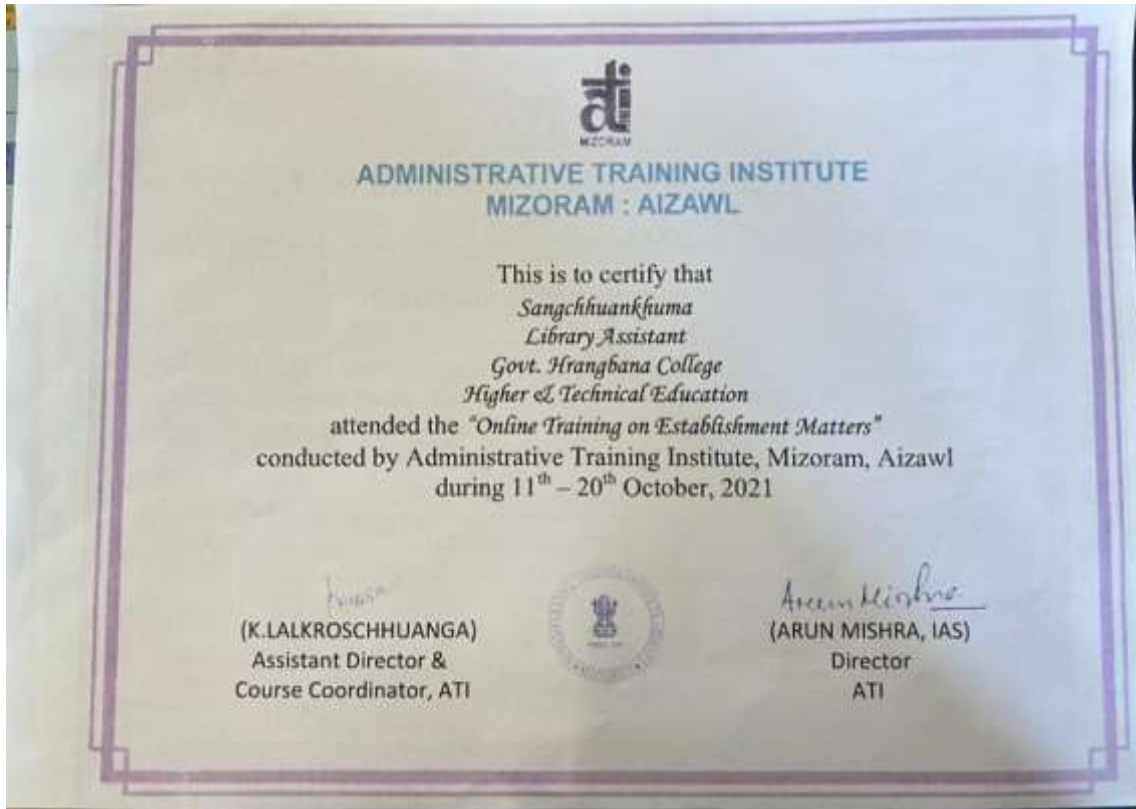 ati
MIZORAM
ADMINISTRATIVE TRAINING INSTITUTE
MIZORAM : AIZAWL
This is to certify that
Sangchhuankhuma
Library Assistant
Govt. Hrangbana College
Higher & Technical Education
attended the "Online Training on Establishment Matters"
conducted by Administrative Training Institute, Mizoram, Aizawl
during 11th – 20th October, 2021
Arun Mishra
(K.LALKROSCHHUANGA) (ARUN MISHRA, IAS)
Assistant Director & Director
Course Coordinator, ATI ATI